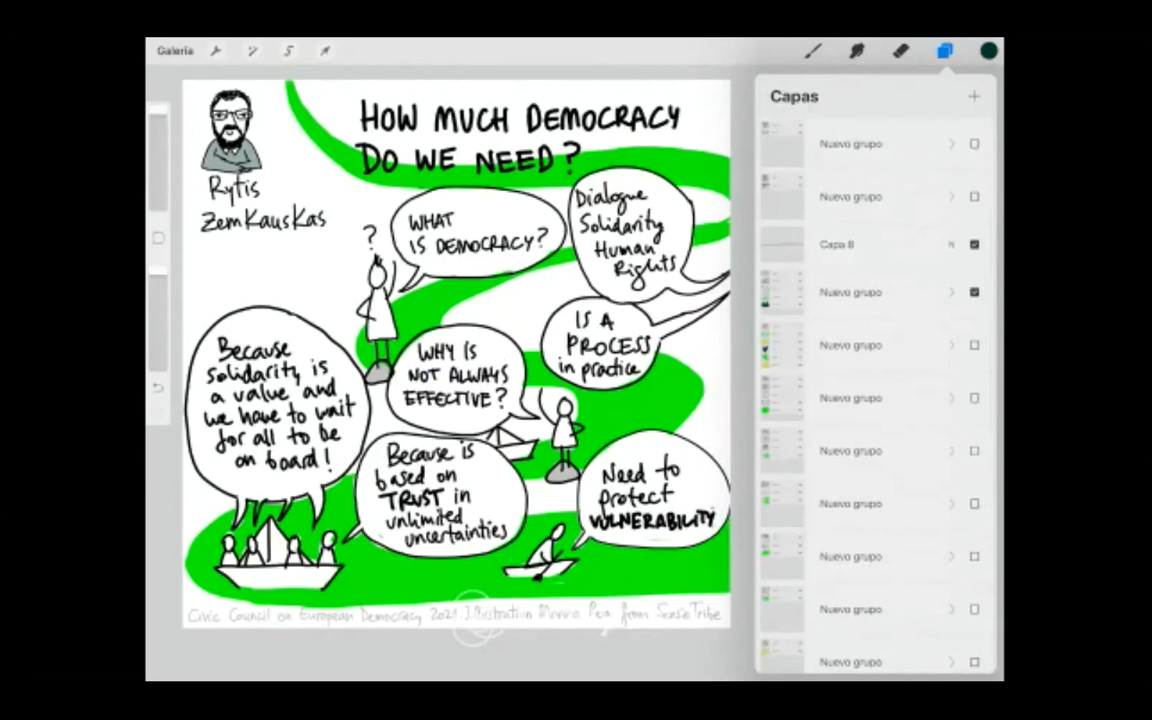 Galería
Capas
Nuevo grupo
Nuevo grupo
Capa 8
N
Nuevo grupo
Nuevo grupo
Nuevo grupo
Nuevo grupo
Nuevo grupo
Nuevo grupo
Nuevo grupo
Nuevo grupo
HOW MUCH DEMOCRACY
DO WE NEED?
Rytis
Zemkauskas
?
WHAT
IS DEMOCRACY?
Dialogue
Solidarity
Human
Rights
IS A
PROCESS
in practice
Because
solidarity is
a value and
we have to wait
for all to be
on board!
WHY IS
NOT ALWAYS
EFFECTIVE?
Because is
based on
TRUST in
unlimited
uncertainties
Need to
protect
VULNERABILITY
Civic Council on European Democracy 2021 Illustration from SenseTribe